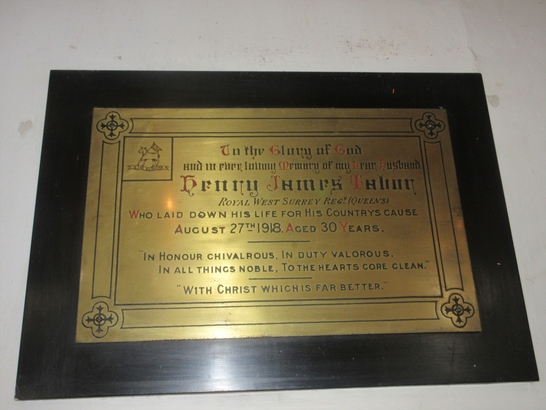 To the Glory of God
and in ever loving Memory of my Dear Husband
Henry James Tabor
ROYAL WEST SURREY REGT (QUEENS)
WHO LAID DOWN HIS LIFE FOR HIS COUNTRYS CAUSE
AUGUST 27TH 1918. AGED 30 YEARS.
"IN HONOUR CHIVALROUS, IN DUTY VALOROUS,
IN ALL THINGS NOBLE, TO THE HEARTS CORE CLEAN."
"WITH CHRIST WHICH IS FAR BETTER."